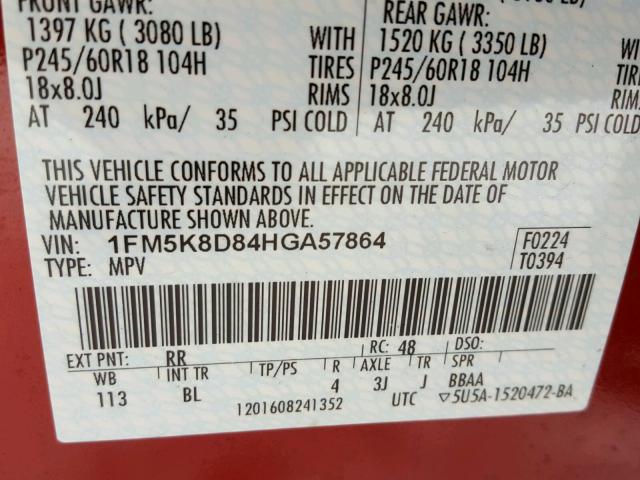 FRONT GAWR:
REAR GAWR:
1397 KG ( 3080 LB) WITH 1520 KG ( 3350 LB) WITH
P245/60R18 104H TIRES P245/60R18 104H TIRES
18x8.0J RIMS 18x8.0J RIMS
AT 240 kPa/ 35 PSI COLD AT 240 kPa/ 35 PSI COLD
THIS VEHICLE CONFORMS TO ALL APPLICABLE FEDERAL MOTOR
VEHICLE SAFETY STANDARDS IN EFFECT ON THE DATE OF
MANUFACTURE SHOWN ABOVE.
VIN: 1FM5K8D84HGA57864 F0224
TYPE: MPV T0394
EXT PNT: RR RC: 48 DSO:
WB INT TR TP/PS R AXLE TR SPR
113 BL 4 3J J BBAA
1201608241352 UTC ▽5U5A-1520472-BA